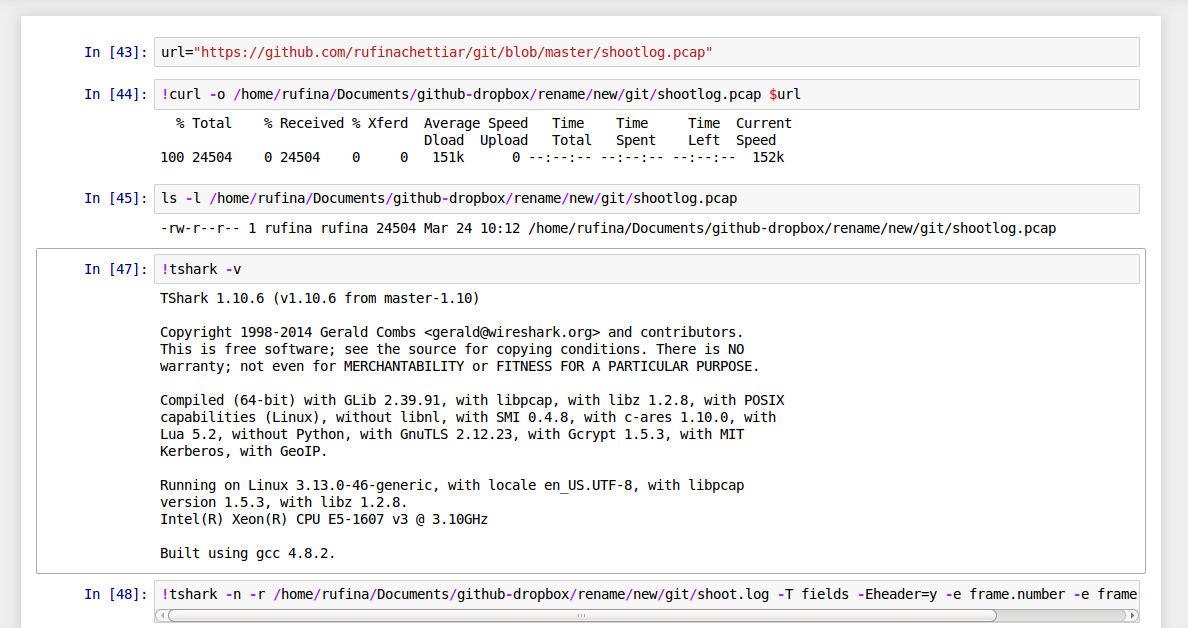 In [43]: url="https://github.com/rufinachettiar/git/blob/master/shootlog.pcap"
In [44]: !curl -o /home/rufina/Documents/github-dropbox/rename/new/git/shootlog.pcap $url
% Total % Received % Xferd Average Speed Time Time Time Current
Dload Upload Total Spent Left Speed
100 24504 0 24504 0 0 151k 0 --:--:-- --:--:-- --:--:-- 152k
In [45]: ls -l /home/rufina/Documents/github-dropbox/rename/new/git/shootlog.pcap
-rw-r--r-- 1 rufina rufina 24504 Mar 24 10:12 /home/rufina/Documents/github-dropbox/rename/new/git/shootlog.pcap
In [47]: !tshark -v
TShark 1.10.6 (v1.10.6 from master-1.10)
Copyright 1998-2014 Gerald Combs <gerald@wireshark.org> and contributors.
This is free software; see the source for copying conditions. There is NO
warranty; not even for MERCHANTABILITY or FITNESS FOR A PARTICULAR PURPOSE.
Compiled (64-bit) with GLib 2.39.91, with libpcap, with libz 1.2.8, with POSIX
capabilities (Linux), without libnl, with SMI 0.4.8, with c-ares 1.10.0, with
Lua 5.2, without Python, with GnuTLS 2.12.23, with Gcrypt 1.5.3, with MIT
Kerberos, with GeoIP.
Running on Linux 3.13.0-46-generic, with locale en_US.UTF-8, with libpcap
version 1.5.3, with libz 1.2.8.
Intel(R) Xeon(R) CPU E5-1607 v3 @ 3.10GHz
Built using gcc 4.8.2.
In [48]: !tshark -n -r /home/rufina/Documents/github-dropbox/rename/new/git/shoot.log -T fields -Eheader=y -e frame.number -e frame